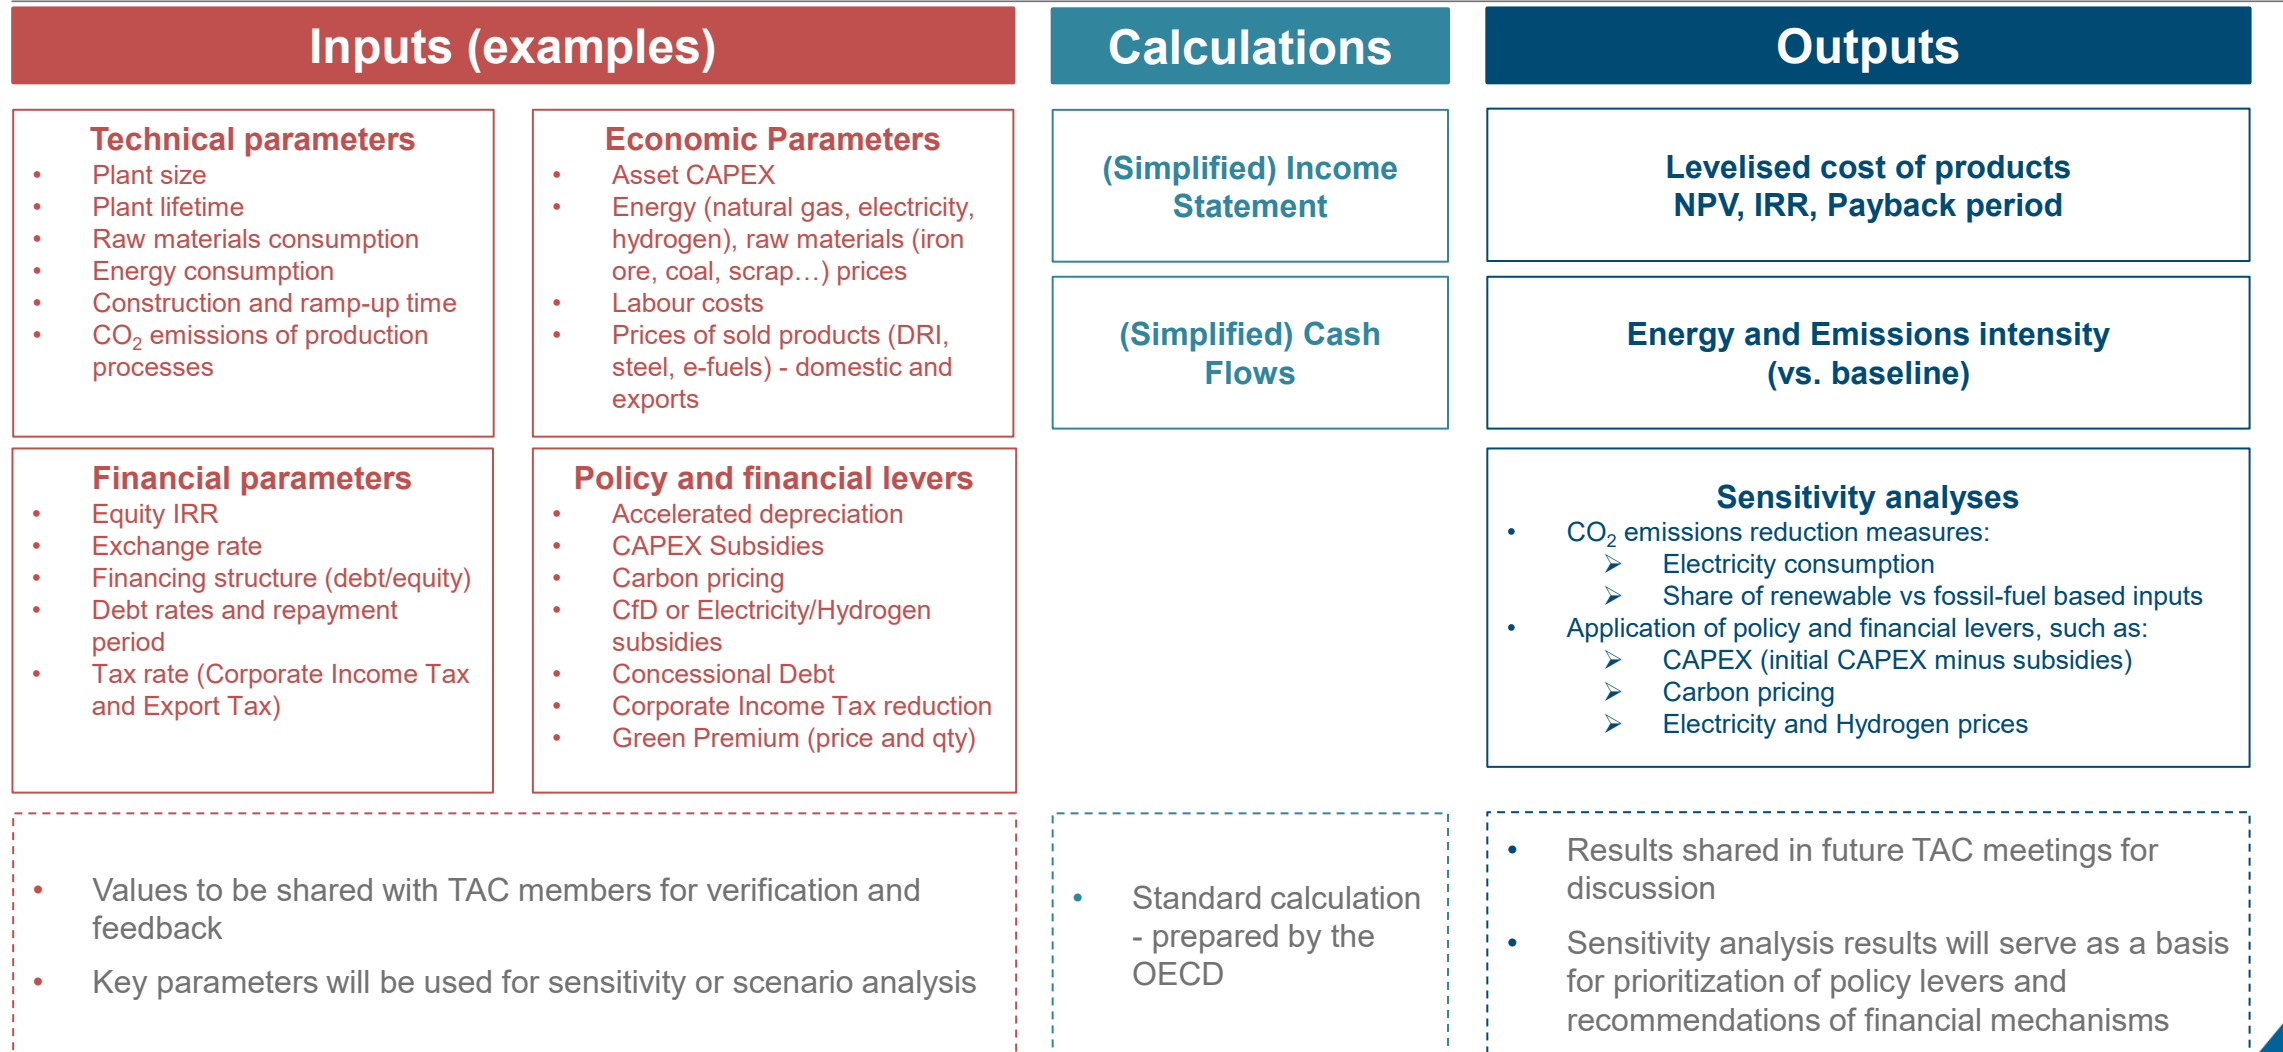 Inputs (examples)
Technical parameters
• Plant size
• Plant lifetime
• Raw materials consumption
• Energy consumption
• Construction and ramp-up time
• CO2 emissions of production
processes
Economic Parameters
• Asset CAPEX
• Energy (natural gas, electricity,
hydrogen), raw materials (iron
ore, coal, scrap…) prices
• Labour costs
• Prices of sold products (DRI,
steel, e-fuels) - domestic and
exports
Financial parameters
• Equity IRR
• Exchange rate
• Financing structure (debt/equity)
• Debt rates and repayment
period
• Tax rate (Corporate Income Tax
and Export Tax)
Policy and financial levers
• Accelerated depreciation
• CAPEX Subsidies
• Carbon pricing
• CfD or Electricity/Hydrogen
subsidies
• Concessional Debt
• Corporate Income Tax reduction
• Green Premium (price and qty)
• Values to be shared with TAC members for verification and
feedback
• Key parameters will be used for sensitivity or scenario analysis
Calculations
(Simplified) Income
Statement
(Simplified) Cash
Flows
• Standard calculation
- prepared by the
OECD
Outputs
Levelised cost of products
NPV, IRR, Payback period
Energy and Emissions intensity
(vs. baseline)
Sensitivity analyses
• CO2 emissions reduction measures:
➢ Electricity consumption
➢ Share of renewable vs fossil-fuel based inputs
• Application of policy and financial levers, such as:
➢ CAPEX (initial CAPEX minus subsidies)
➢ Carbon pricing
➢ Electricity and Hydrogen prices
• Results shared in future TAC meetings for
discussion
• Sensitivity analysis results will serve as a basis
for prioritization of policy levers and
recommendations of financial mechanisms